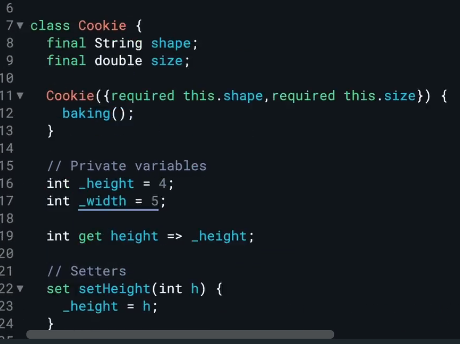 6
7 class Cookie {
8 final String shape;
9 final double size;
10
11 Cookie({required this.shape,required this.size}) {
12 baking();
13 }
14
15 // Private variables
16 int _height = 4;
17 int _width = 5;
18
19 int get height => _height;
20
21 // Setters
22 set setHeight(int h) {
23 _height = h;
24 }